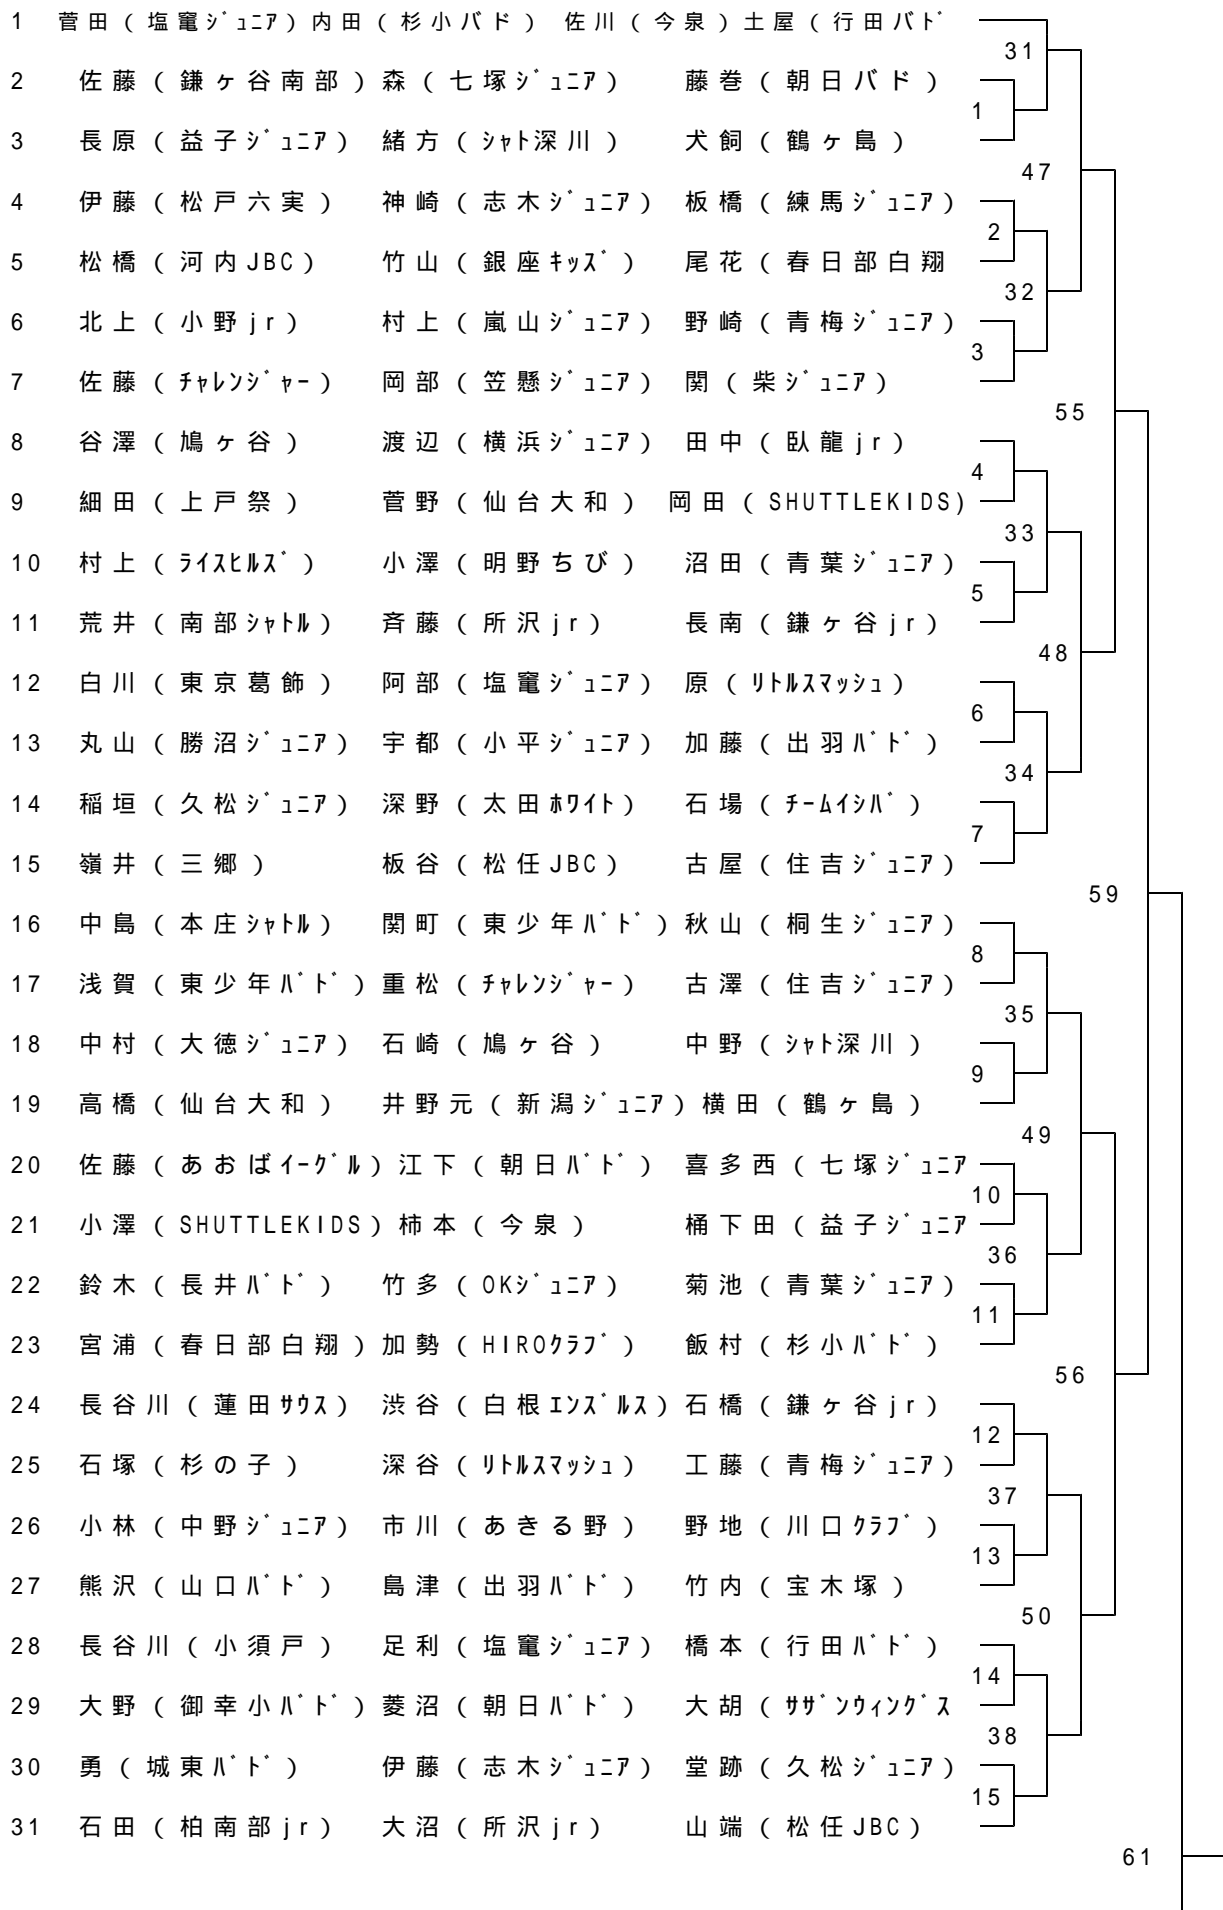 1 菅田（塩竈ｼﾞｭﾆｱ）内田（杉小バド） 佐川（今泉）土屋（行田バﾄﾞ
31
2 佐藤（鎌ヶ谷南部）森（七塚ｼﾞｭﾆｱ） 藤巻（朝日バド）
1
3 長原（益子ｼﾞｭﾆｱ） 緒方（ｼｬﾄ深川） 犬飼（鶴ヶ島）
47
4 伊藤（松戸六実） 神崎（志木ｼﾞｭﾆｱ） 板橋（練馬ｼﾞｭﾆｱ）
2
5 松橋（河内JBC） 竹山（銀座ｷｯｽﾞ） 尾花（春日部白翔
32
6 北上（小野jr） 村上（嵐山ｼﾞｭﾆｱ） 野崎（青梅ｼﾞｭﾆｱ）
3
7 佐藤（ﾁｬﾚﾝｼﾞｬｰ） 岡部（笠懸ｼﾞｭﾆｱ） 関（柴ｼﾞｭﾆｱ）
55
8 谷澤（鳩ヶ谷） 渡辺（横浜ｼﾞｭﾆｱ） 田中（臥龍jr）
4
9 細田（上戸祭） 菅野（仙台大和） 岡田（SHUTTLEKIDS）
33
10 村上（ﾗｲｽﾋﾙｽﾞ） 小澤（明野ちび） 沼田（青葉ｼﾞｭﾆｱ）
5
11 荒井（南部ｼｬﾄﾙ） 斉藤（所沢jr） 長南（鎌ヶ谷jr）
48
12 白川（東京葛飾） 阿部（塩竈ｼﾞｭﾆｱ） 原（ﾘﾄﾙｽﾏｯｼｭ）
6
13 丸山（勝沼ｼﾞｭﾆｱ） 宇都（小平ｼﾞｭﾆｱ） 加藤（出羽ﾊﾞﾄﾞ）
34
14 稲垣（久松ｼﾞｭﾆｱ） 深野（太田ﾎﾜｲﾄ） 石場（ﾁｰﾑｲｼﾊﾞ）
7
15 嶺井（三郷） 板谷（松任JBC） 古屋（住吉ｼﾞｭﾆｱ）
59
16 中島（本庄ｼｬﾄﾙ） 関町（東少年ﾊﾞﾄﾞ）秋山（桐生ｼﾞｭﾆｱ）
8
17 浅賀（東少年ﾊﾞﾄﾞ）重松（ﾁｬﾚﾝｼﾞｬｰ） 古澤（住吉ｼﾞｭﾆｱ）
35
18 中村（大徳ｼﾞｭﾆｱ） 石崎（鳩ヶ谷） 中野（ｼｬﾄ深川）
9
19 高橋（仙台大和） 井野元（新潟ｼﾞｭﾆｱ）横田（鶴ヶ島）
49
20 佐藤（あおばｲｰｸﾞﾙ）江下（朝日ﾊﾞﾄﾞ） 喜多西（七塚ｼﾞｭﾆｱ
10
21 小澤（SHUTTLEKIDS）柿本（今泉） 桶下田（益子ｼﾞｭﾆｱ
36
22 鈴木（長井ﾊﾞﾄﾞ） 竹多（OKｼﾞｭﾆｱ） 菊池（青葉ｼﾞｭﾆｱ）
11
23 宮浦（春日部白翔）加勢（HIROｸﾗﾌﾞ） 飯村（杉小ﾊﾞﾄﾞ）
56
24 長谷川（蓮田ｻｳｽ） 渋谷（白根ｴﾝｽﾞﾙｽ）石橋（鎌ヶ谷jr）
12
25 石塚（杉の子） 深谷（ﾘﾄﾙｽﾏｯｼｭ） 工藤（青梅ｼﾞｭﾆｱ）
37
26 小林（中野ｼﾞｭﾆｱ） 市川（あきる野） 野地（川口ｸﾗﾌﾞ）
13
27 熊沢（山口ﾊﾞﾄﾞ） 島津（出羽ﾊﾞﾄﾞ） 竹内（宝木塚）
50
28 長谷川（小須戸） 足利（塩竈ｼﾞｭﾆｱ） 橋本（行田ﾊﾞﾄﾞ）
14
29 大野（御幸小ﾊﾞﾄﾞ）菱沼（朝日ﾊﾞﾄﾞ） 大胡（ｻｻﾞﾝｳｨﾝｸﾞｽ
38
30 勇（城東ﾊﾞﾄﾞ） 伊藤（志木ｼﾞｭﾆｱ） 堂跡（久松ｼﾞｭﾆｱ）
15
31 石田（柏南部jr） 大沼（所沢jr） 山端（松任JBC）
61